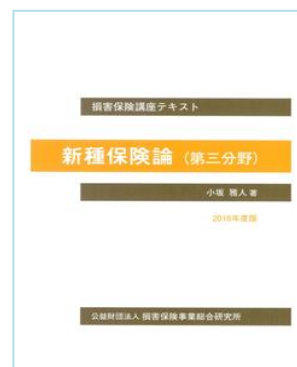 損害保険講座テキスト
新種保険論（第三分野）
小坂 雅人 著
2016年度版
公益財団法人 損害保険事業総合研究所